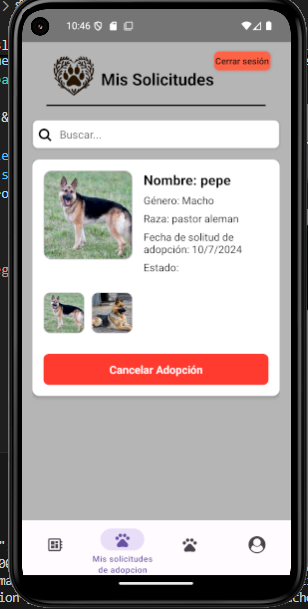 10:46
Cerrar sesión
Mis Solicitudes
Buscar...
Nombre: pepe
Género: Macho
Raza: pastor aleman
Fecha de solitud de
adopción: 10/7/2024
Estado:
Cancelar Adopción
Mis solicitudes
de adopcion